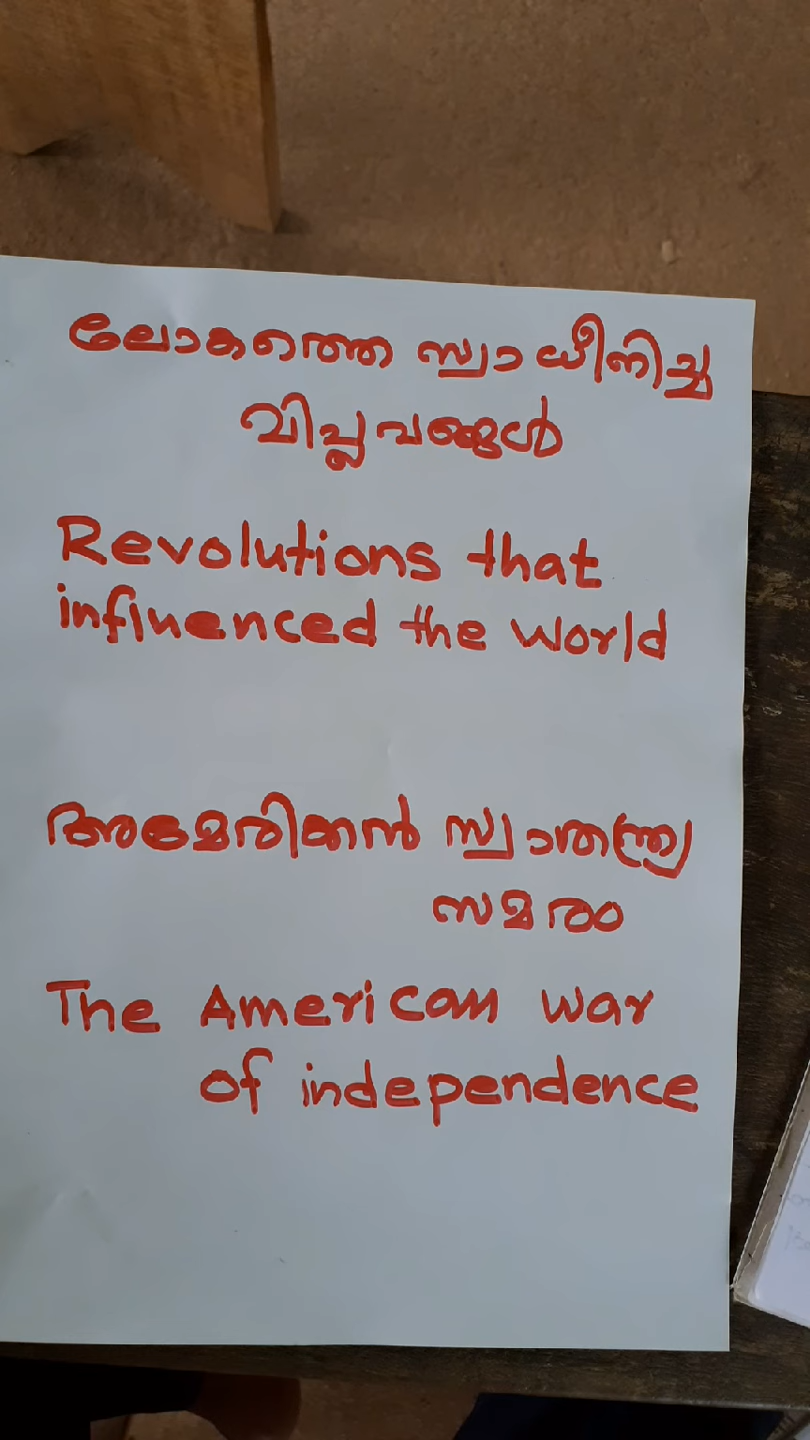 ലോകത്തെ സ്വാധീനിച്ച
വിപ്ലവങ്ങൾ
Revolutions that
influenced the world
അമേരിക്കൻ സ്വാതന്ത്ര്യ
സമരം
The American war
of independence